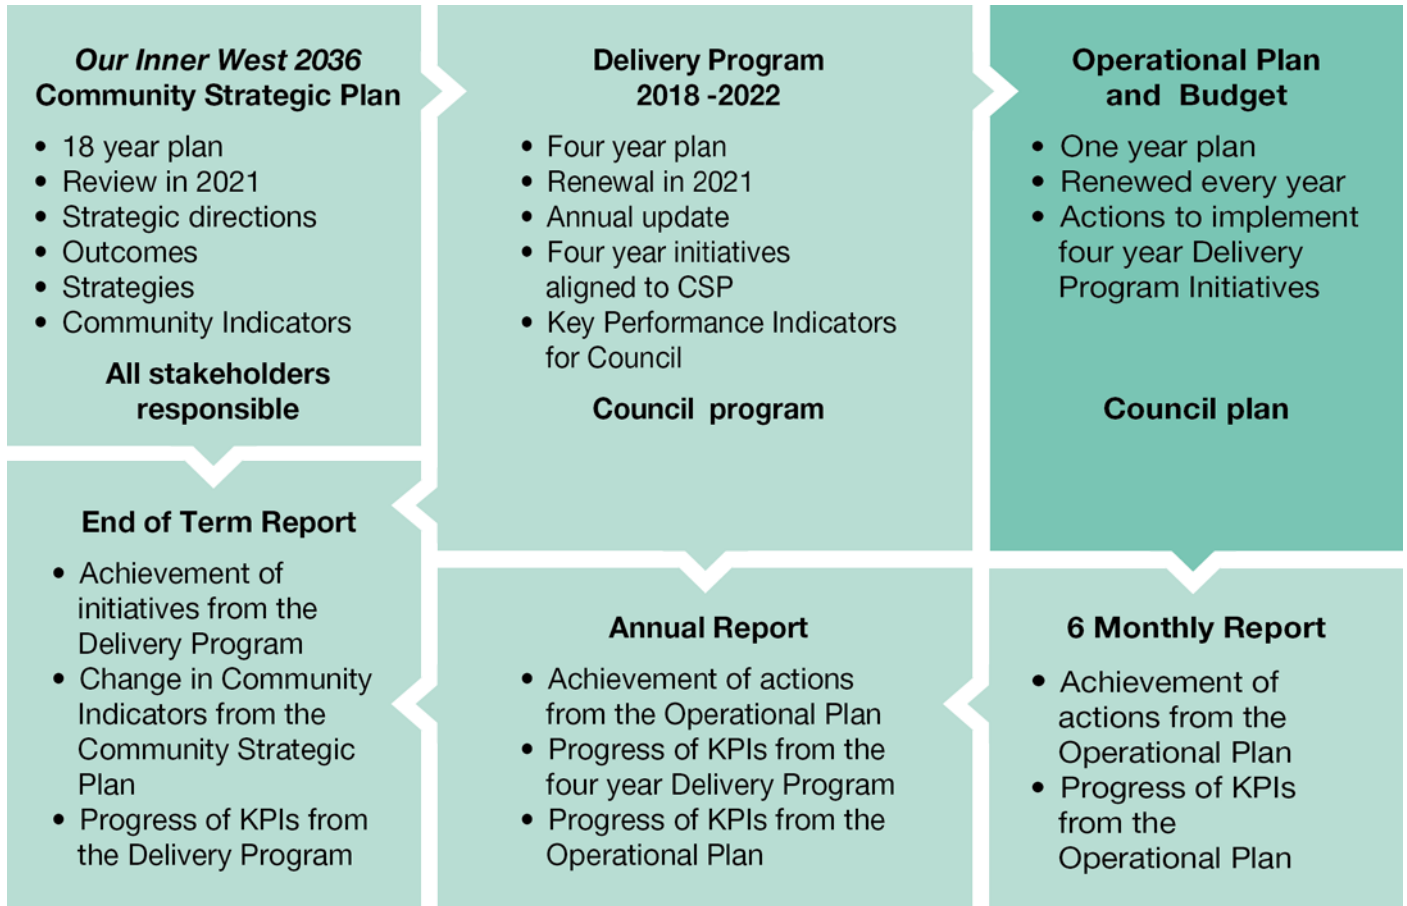 Our Inner West 2036
Community Strategic Plan
• 18 year plan
• Review in 2021
• Strategic directions
• Outcomes
• Strategies
• Community Indicators
All stakeholders
responsible
Delivery Program
2018 -2022
• Four year plan
• Renewal in 2021
• Annual update
• Four year initiatives
aligned to CSP
• Key Performance Indicators
for Council
Council program
Operational Plan
and Budget
• One year plan
• Renewed every year
• Actions to implement
four year Delivery
Program Initiatives
Council plan
End of Term Report
• Achievement of
initiatives from the
Delivery Program
• Change in Community
Indicators from the
Community Strategic
Plan
• Progress of KPIs from
the Delivery Program
Annual Report
• Achievement of actions
from the Operational Plan
• Progress of KPIs from the
four year Delivery Program
• Progress of KPIs from the
Operational Plan
6 Monthly Report
• Achievement of
actions from the
Operational Plan
• Progress of KPIs
from the
Operational Plan